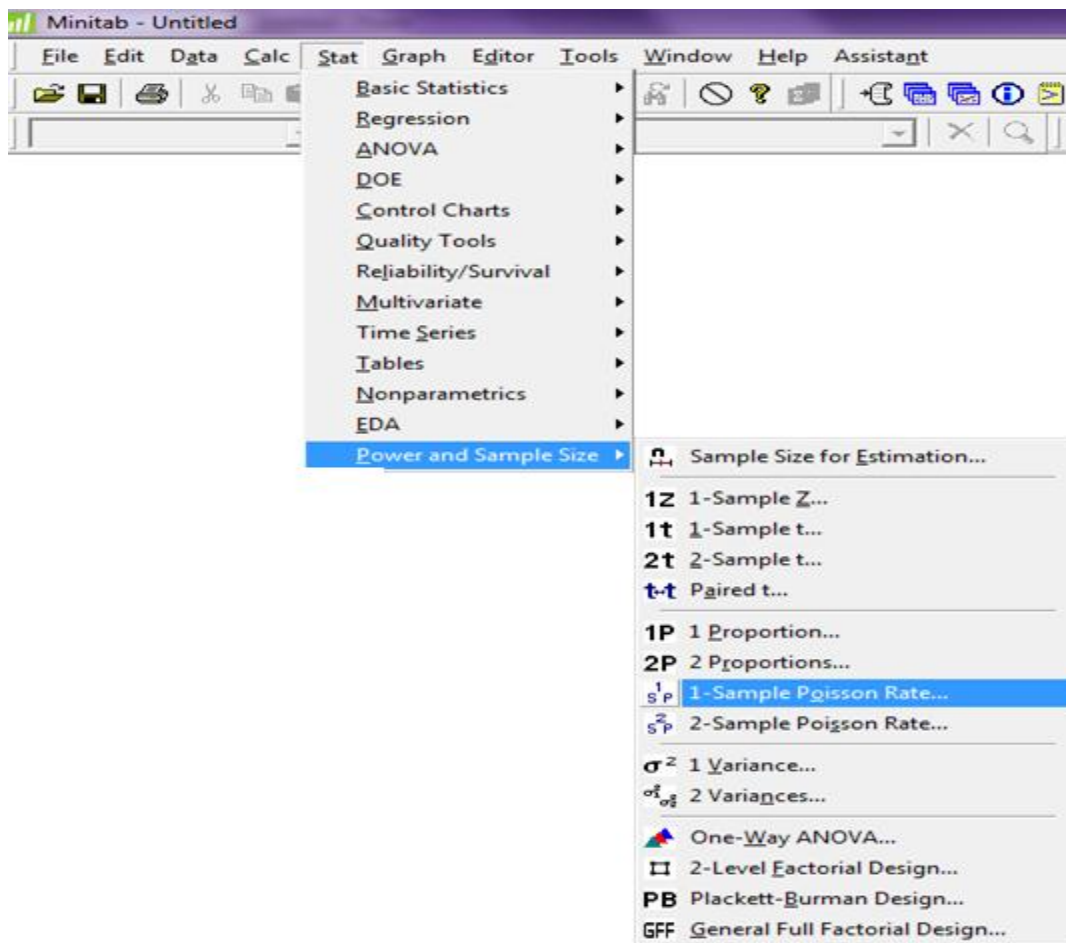 Minitab - Untitled
File Edit Data Calc Stat Graph Editor Tools Window Help Assistant
Basic Statistics
Regression
ANOVA
DOE
Control Charts
Quality Tools
Reliability/Survival
Multivariate
Time Series
Tables
Nonparametrics
EDA
Power and Sample Size
Sample Size for Estimation...
1Z 1-Sample Z...
1t 1-Sample t...
2t 2-Sample t...
t-t Paired t...
1P 1 Proportion...
2P 2 Proportions...
S1P 1-Sample Poisson Rate...
S2P 2-Sample Poisson Rate...
σ2 1 Variance...
2 Variances...
One-Way ANOVA...
2-Level Factorial Design...
PB Plackett-Burman Design...
GFF General Full Factorial Design...